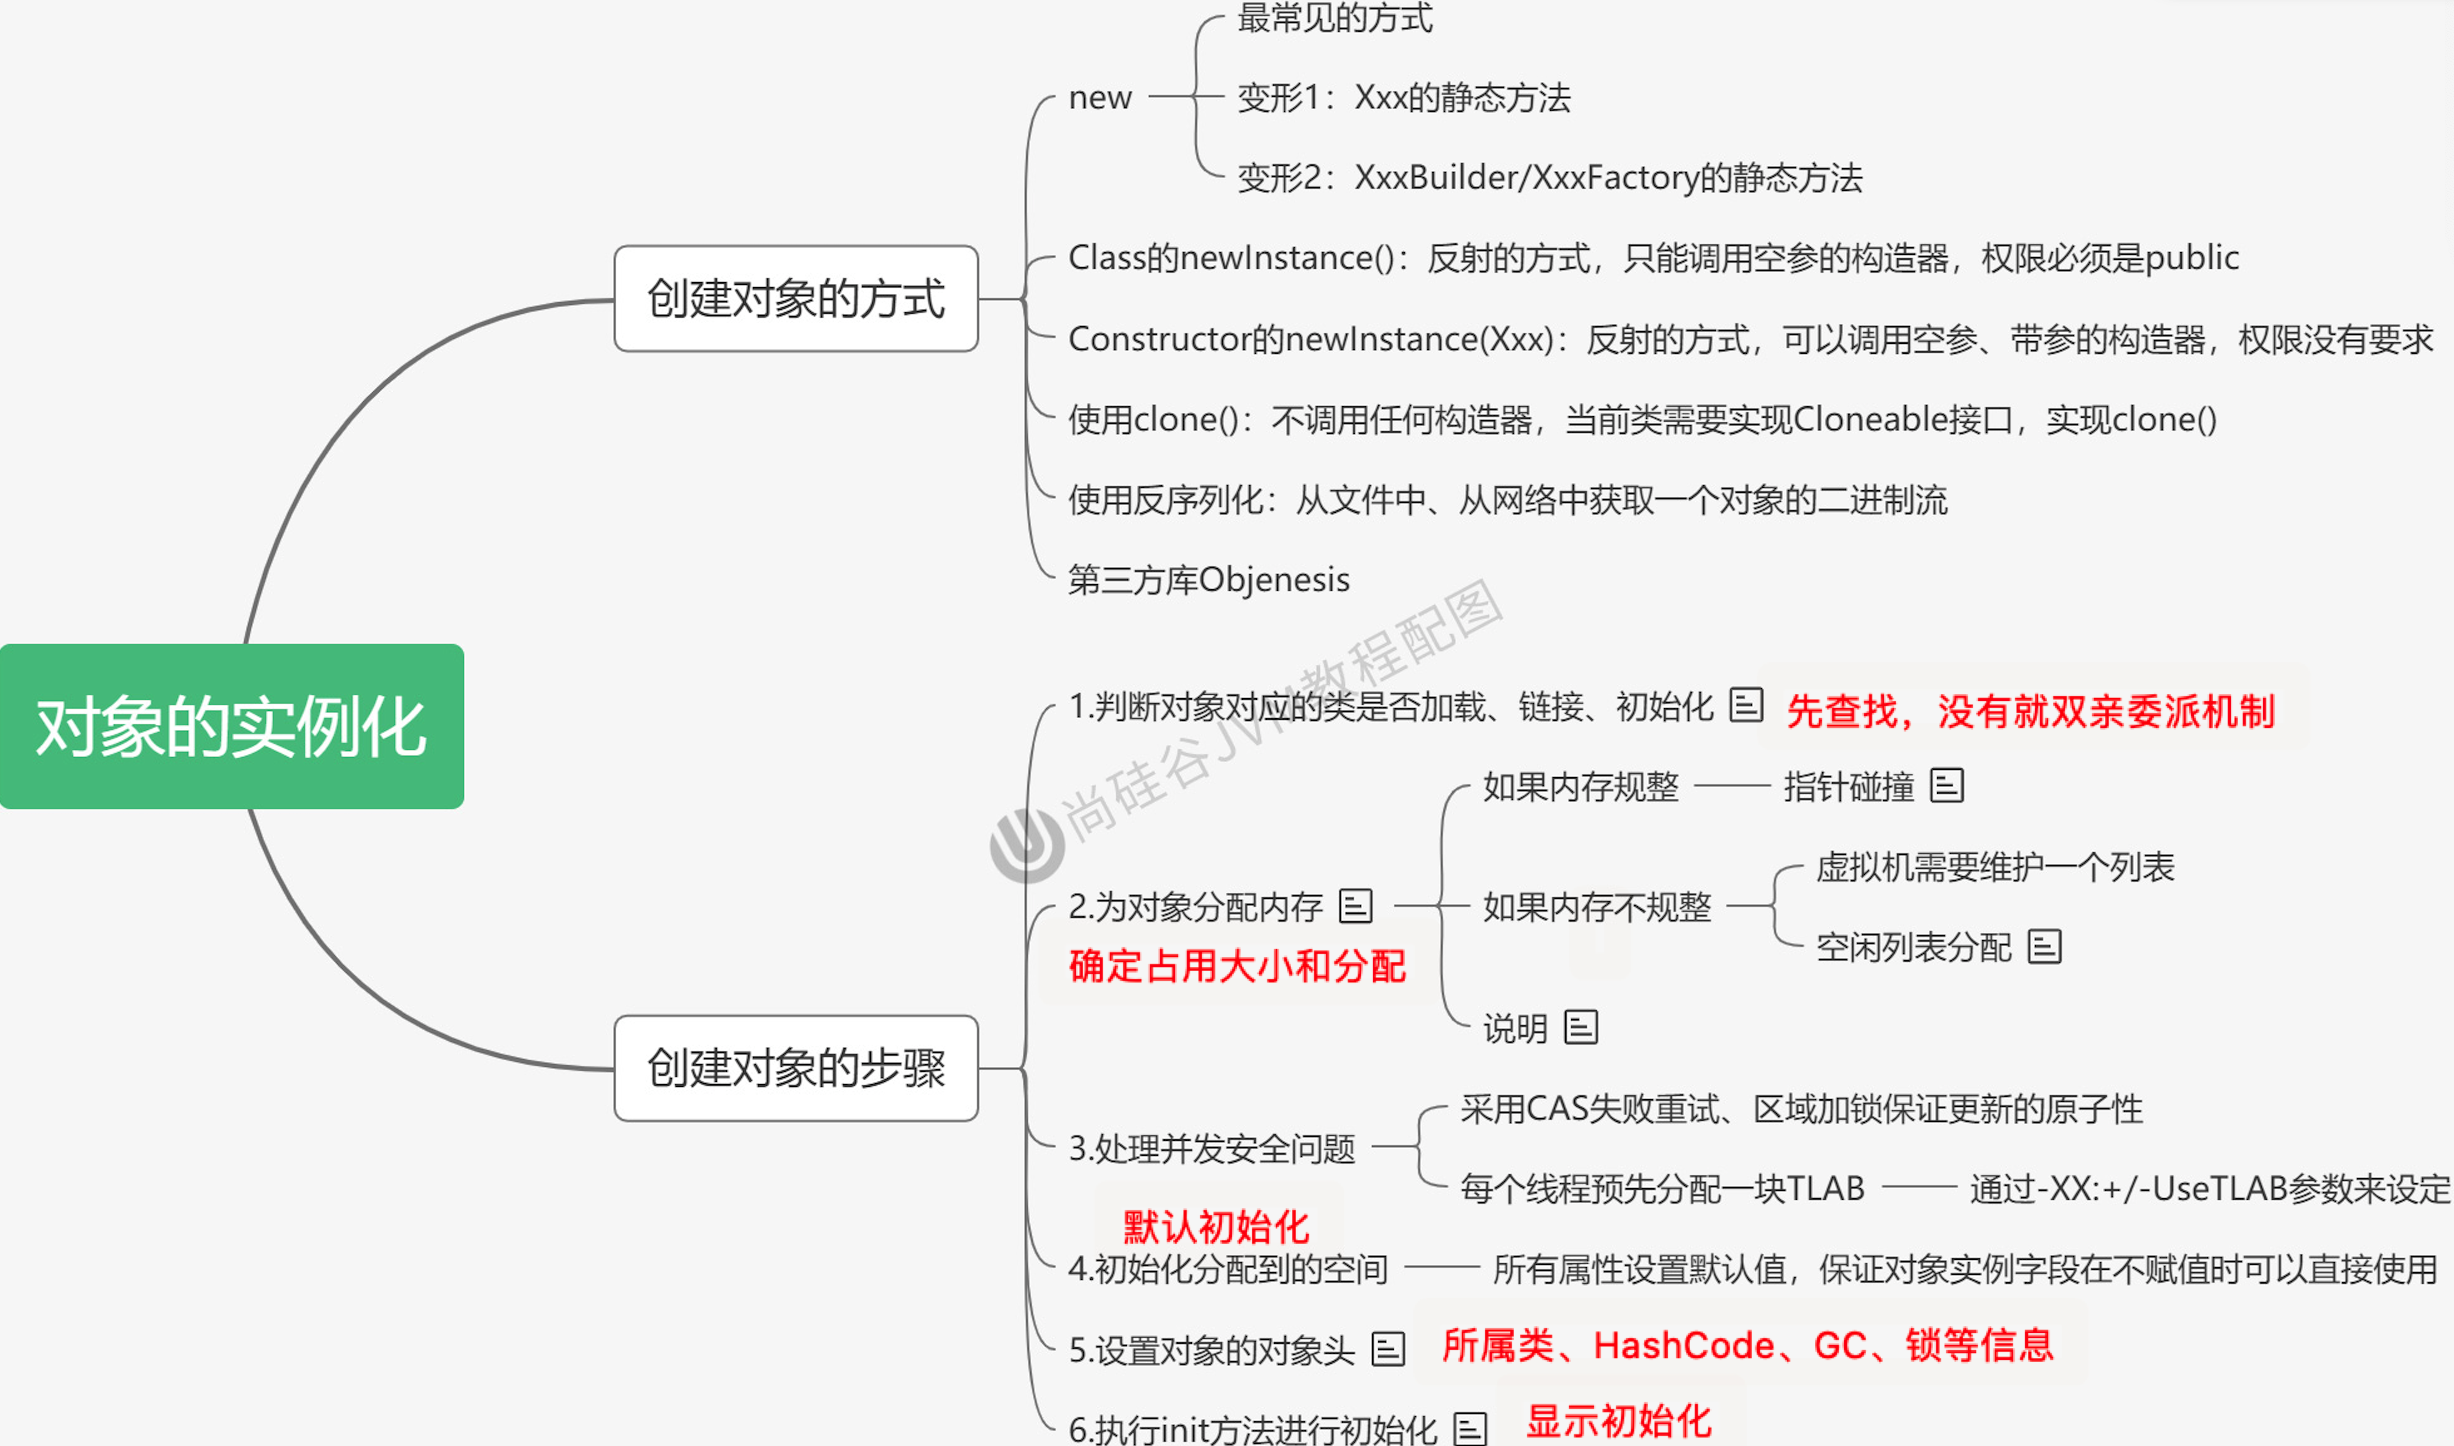 最常见的方式
new
变形1：Xxx的静态方法
变形2：XxxBuilder/XxxFactory的静态方法
Class的newInstance()：反射的方式，只能调用空参的构造器，权限必须是public
创建对象的方式
Constructor的newInstance(Xxx)：反射的方式，可以调用空参、带参的构造器，权限没有要求
使用clone()：不调用任何构造器，当前类需要实现Cloneable接口，实现clone()
使用反序列化：从文件中、从网络中获取一个对象的二进制流
第三方库Objenesis
尚硅谷JVM教程配图
对象的实例化
1.判断对象对应的类是否加载、链接、初始化 先查找，没有就双亲委派机制
如果内存规整 指针碰撞
虚拟机需要维护一个列表
2.为对象分配内存 如果内存不规整
空闲列表分配
确定占用大小和分配
说明
创建对象的步骤
采用CAS失败重试、区域加锁保证更新的原子性
3.处理并发安全问题
每个线程预先分配一块TLAB 通过-XX:+/-UseTLAB参数来设定
默认初始化
4.初始化分配到的空间 所有属性设置默认值，保证对象实例字段在不赋值时可以直接使用
5.设置对象的对象头 所属类、HashCode、GC、锁等信息
6.执行init方法进行初始化 显示初始化